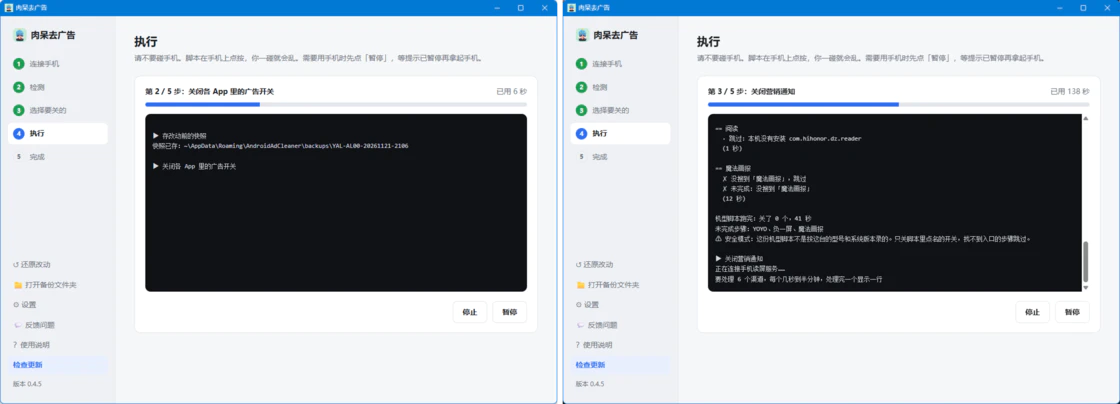 肉呆去广告
肉呆去广告
1 连接手机
2 检测
3 选择要关的
4 执行
5 完成
还原改动
打开备份文件夹
设置
反馈问题
? 使用说明
检查更新
版本 0.4.5
执行
请不要碰手机。脚本在手机上点按，你一碰就会乱。需要用手机时先点「暂停」，等提示已暂停再拿起手机。
第 2 / 5 步：关闭各 App 里的广告开关
已用 6 秒
▶ 存改动前的快照
快照已存: ~\AppData\Roaming\AndroidAdCleaner\backups\YAL-AL00-20261121-2106
▶ 关闭各 App 里的广告开关
停止
暂停
肉呆去广告
肉呆去广告
1 连接手机
2 检测
3 选择要关的
4 执行
5 完成
还原改动
打开备份文件夹
设置
反馈问题
? 使用说明
检查更新
版本 0.4.5
执行
请不要碰手机。脚本在手机上点按，你一碰就会乱。需要用手机时先点「暂停」，等提示已暂停再拿起手机。
第 3 / 5 步：关闭营销通知
已用 138 秒
== 阅读
- 跳过：本机没有安装 com.hihonor.dz.reader
(1 秒)
== 魔法画报
✗ 没搜到「魔法画报」，跳过
✗ 未完成：没搜到「魔法画报」
(12 秒)
机型脚本跑完：关了 0 个，41 秒
未完成步骤：YOYO、负一屏、魔法画报
⚠ 安全模式：这份机型脚本不是按这台的型号和系统版本录的。只关脚本里点名的开关，找不到入口的步骤跳过。
▶ 关闭营销通知
正在连接手机读屏服务……
要处理 6 个渠道，每个几秒到半分钟，处理完一个显示一行
停止
暂停